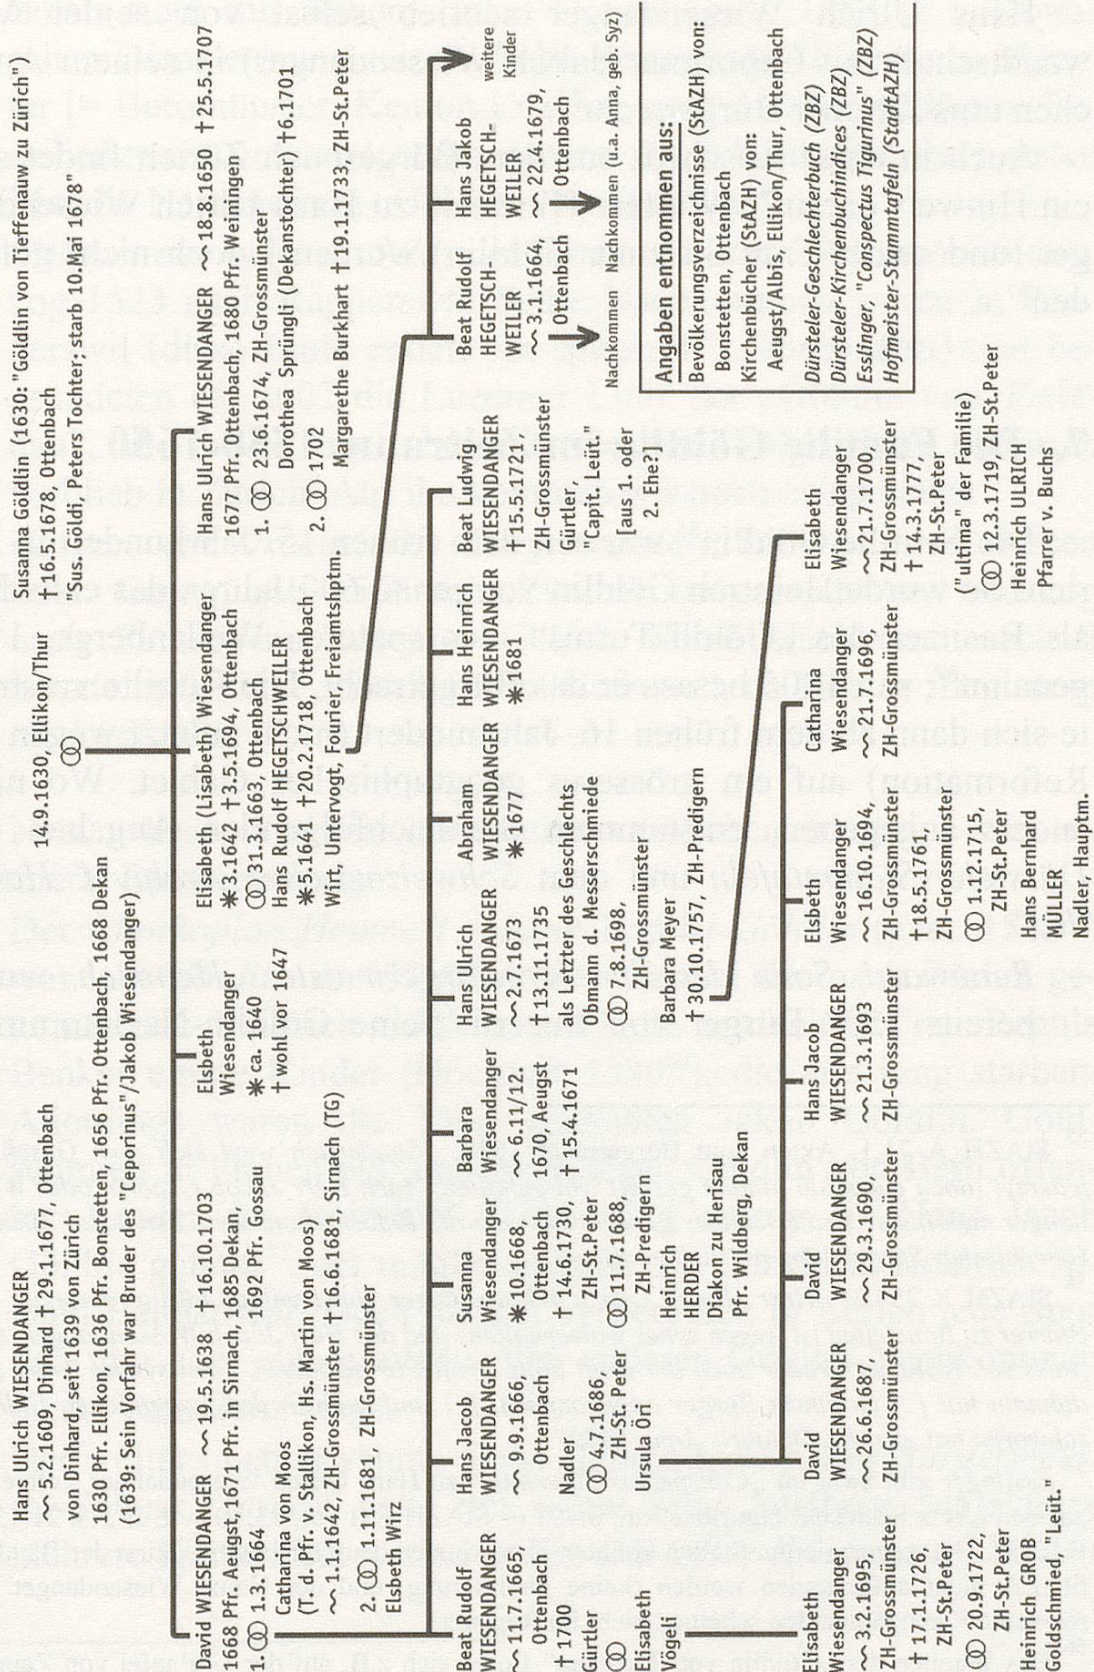 Hans Ulrich WIESENDANGER
~ 5.2.1609, Dinhard † 29.1.1677, Ottenbach
von Dinhard, seit 1639 von Zürich
1630 Pfr. Ellikon, 1636 Pfr. Bonstetten, 1656 Pfr. Ottenbach, 1668 Dekan
(1639: Sein Vorfahr war Bruder des "Ceporinus"/Jakob Wiesendanger)
14.9.1630, Ellikon/Thur
Susanna Göldlin (1630: "Göldlin von Tieffenauw zu Zürich")
† 16.5.1678, Ottenbach
"Sus. Göldi, Peters Tochter; starb 10.Mai 1678"
David WIESENDANGER ~ 19.5.1638 † 16.10.1703
1668 Pfr. Aeugst, 1671 Pfr. in Sirnach, 1685 Dekan,
1692 Pfr. Gossau
1. ⚭ 1.3.1664
Catharina von Moos
(T. d. Pfr. v. Stallikon, Hs. Martin von Moos)
~ 1.1.1642, ZH-Grossmünster † 16.6.1681 Sirnach (TG)
2. ⚭ 1.11.1681, ZH-Grossmünster
Elsbeth Wirz
Elsbeth
Wiesendanger
* ca. 1640
† wohl vor 1647
Elisabeth (Lisabeth) Wiesendanger
* 3.1642 † 3.5.1694, Ottenbach
⚭ 31.3.1663, Ottenbach
Hans Rudolf HEGETSCHWEILER
* 5.1642 † 20.2.1718, Ottenbach
Wirt, Untervogt, Fourier Freiamtsfahnen
Hans Ulrich WIESENDANGER ~ 18.8.1650 † 25.5.1707
1671 Pfr. Ottenbach, 1680 Pfr. Weiningen
1. ⚭ 23.6.1674, ZH-Grossmünster
Dorothea Sprüngli (Dekanstochter) † 6.1701
2. ⚭ 1702
Margarethe Burkhart † 19.1.1733, ZH-St.Peter
Beat Rudolf
WIESENDANGER
~ 11.7.1665,
Ottenbach
† 1700
Gürtler
⚭
Elisabeth
Vögeli
Hans Jacob
WIESENDANGER
~ 9.9.1666,
Ottenbach
Nadler
⚭ 4.7.1686,
ZH-St.Peter
Ursula Öri
Susanna
Wiesendanger
* 10.1668,
Ottenbach
† 14.6.1730,
ZH-St.Peter
⚭ 11.7.1688,
ZH-Predigern
Heinrich
HERDER
Diakon zu Herisau
Pfr. Wildbrg; Dekan
Barbara
Wiesendanger
~ 6.11/12.
1670, Aeugst
† 15.4.1671
Hans Ulrich
WIESENDANGER
~ 2.7.1673
† 13.11.1735
als Letzter des Geschlechts
Obmann d. Messerschmiede
⚭ 7.8.1698,
ZH-Grossmünster
Barbara Meyer
† 30.10.1757, ZH-Predigern
Abraham
WIESENDANGER
* 1677
Hans Heinrich
WIESENDANGER
* 1681
Beat Ludwig
WIESENDANGER
† 15.5.1721
ZH-Grossmünster
Gürtler,
"Capit. Leüt."
[aus 1. oder
2. Ehe?]
Beat Rudolf
HEGETSCH-
WEILER
~ 3.1.1664,
Ottenbach
Nachkommen
Hans Jakob
HEGETSCH-
WEILER
~ 22.4.1679,
Ottenbach
Nachkommen (u.a. Anna, geb Syz)
weitere
Kinder
Elisabeth
Wiesendanger
~ 3.2.1695,
ZH-Grossmünster
† 17.1.1726,
ZH-St.Peter
⚭ 20.9.1722,
ZH-St.Peter
Heinrich GROB
Goldschmied, "Leüt."
David
WIESENDANGER
~ 26.6.1687,
ZH-Grossmünster
David
WIESENDANGER
~ 29.3.1690,
ZH-Grossmünster
Hans Jacob
WIESENDANGER
~ 21.3.1693
ZH-Grossmünster
Elsbeth
Wiesendanger
~ 16.10.1694,
ZH-Grossmünster
† 18.5.1761
ZH-Grossmünster
⚭ 1.12.1715,
ZH-St.Peter
Hans Bernhard
MÜLLER
Nadler, Hauptm.
Catharina
Wiesendanger
~ 21.7.1696,
ZH-Grossmünster
Elisabeth
Wiesendanger
~ 21.7.1700
ZH-Grossmünster
† 14.3.1777,
ZH-St.Peter
("ultima" der Familie)
⚭ 12.3.1719, ZH-St.Peter
Heinrich ULRICH
Pfarrer v. Buchs
Angaben entnommen aus:
Bevölkerungsverzeichnisse (StAZH) von:
Bonstetten, Ottenbach
Kirchenbücher (StAZH) von:
Aeugst/Albis, Ellikon/Thur, Ottenbach
Dürsteler-Geschlechterbuch (ZBZ)
Dürsteler-Kirchenbahindies (ZBZ)
Esslinger, "Conspectus Tigurinus" (ZBZ)
Hofmeister-Stammtafeln (StadtAZH)